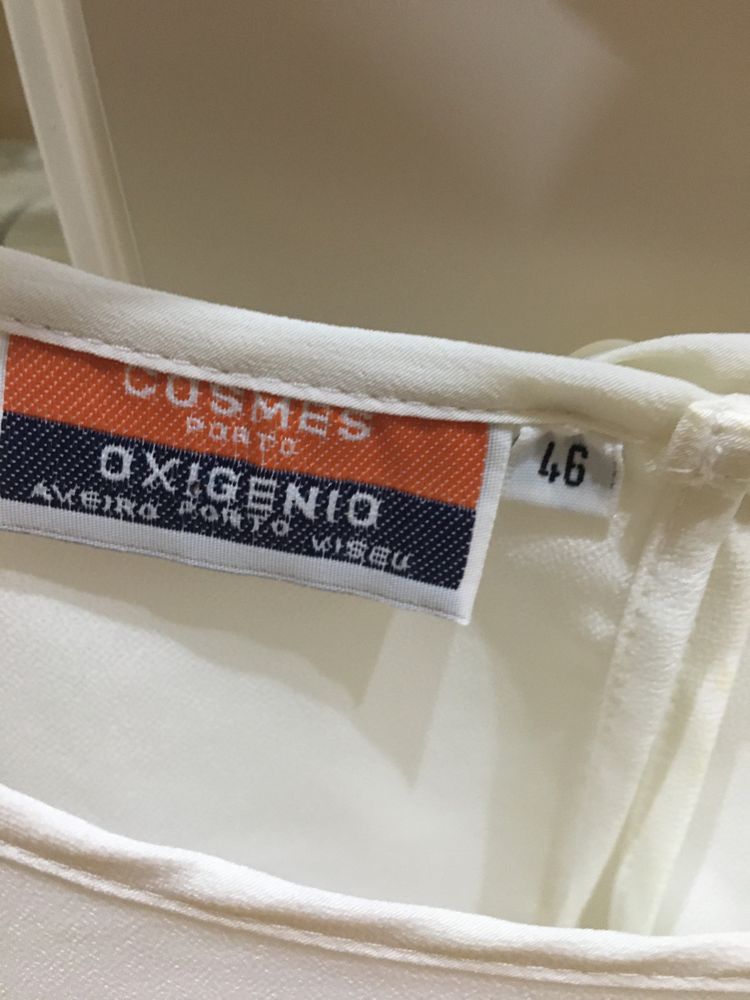 COSMES
PORTO
OXIGENIO
AVEIRO PORTO VISEU
46